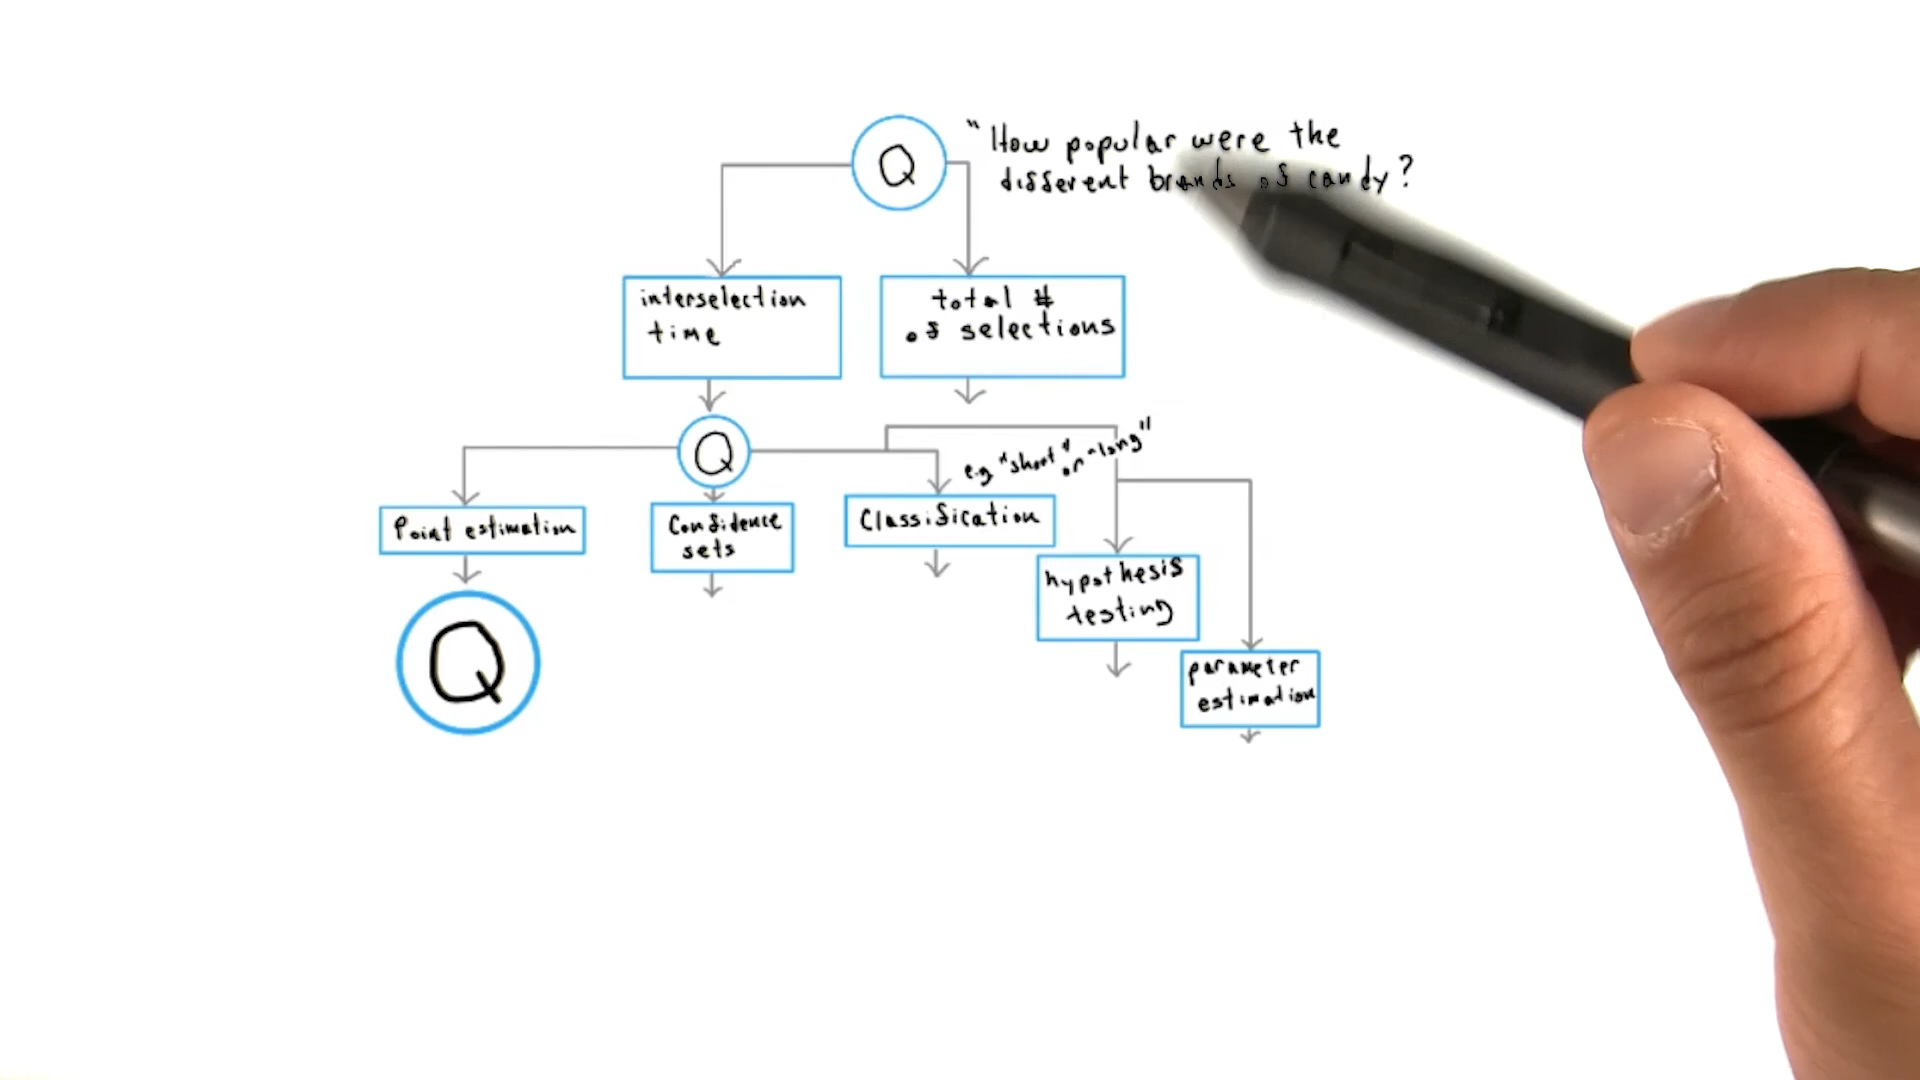 Q
"How popular were the
different brands of candy?
interselection
time
total #
of selections
Q
e.g "short" or "long"
Point estimation
Confidence
sets
Classification
hypothesis
testing
parameter
estimation
Q